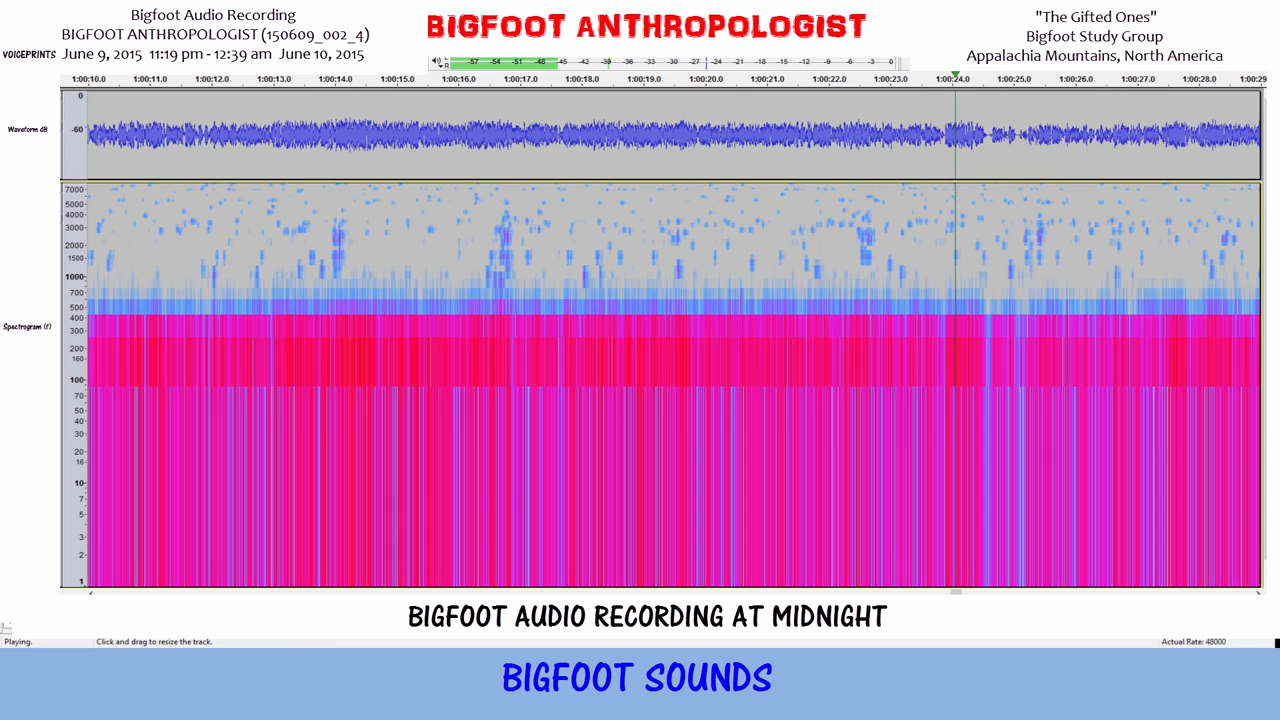 Bigfoot Audio Recording
BIGFOOT ANTHROPOLOGIST (150609_002_4)
VOICEPRINTS June 9, 2015 11:19 pm - 12:39 am June 10, 2015
BIGFOOT ANTHROPOLOGIST
"The Gifted Ones"
Bigfoot Study Group
Appalachia Mountains, North America
L
R
-57 -54 -51 -48 -45 -42 -39 -36 -33 -30 -27 -24 -21 -18 -15 -12 -9 -6 -3 0
1:00:10.0 1:00:11.0 1:00:12.0 1:00:13.0 1:00:14.0 1:00:15.0 1:00:16.0 1:00:17.0 1:00:18.0 1:00:19.0 1:00:20.0 1:00:21.0 1:00:22.0 1:00:23.0 1:00:24.0 1:00:25.0 1:00:26.0 1:00:27.0 1:00:28.0 1:00:29
0
Waveform dB
-60
7000
5000
4000
3000
2000
1500
1000
700
500
400
Spectrogram (f)
300
200
160
100
70
50
40
30
20
16
10
7
5
3
2
1
BIGFOOT AUDIO RECORDING AT MIDNIGHT
Playing. Click and drag to resize the track. Actual Rate: 48000
BIGFOOT SOUNDS